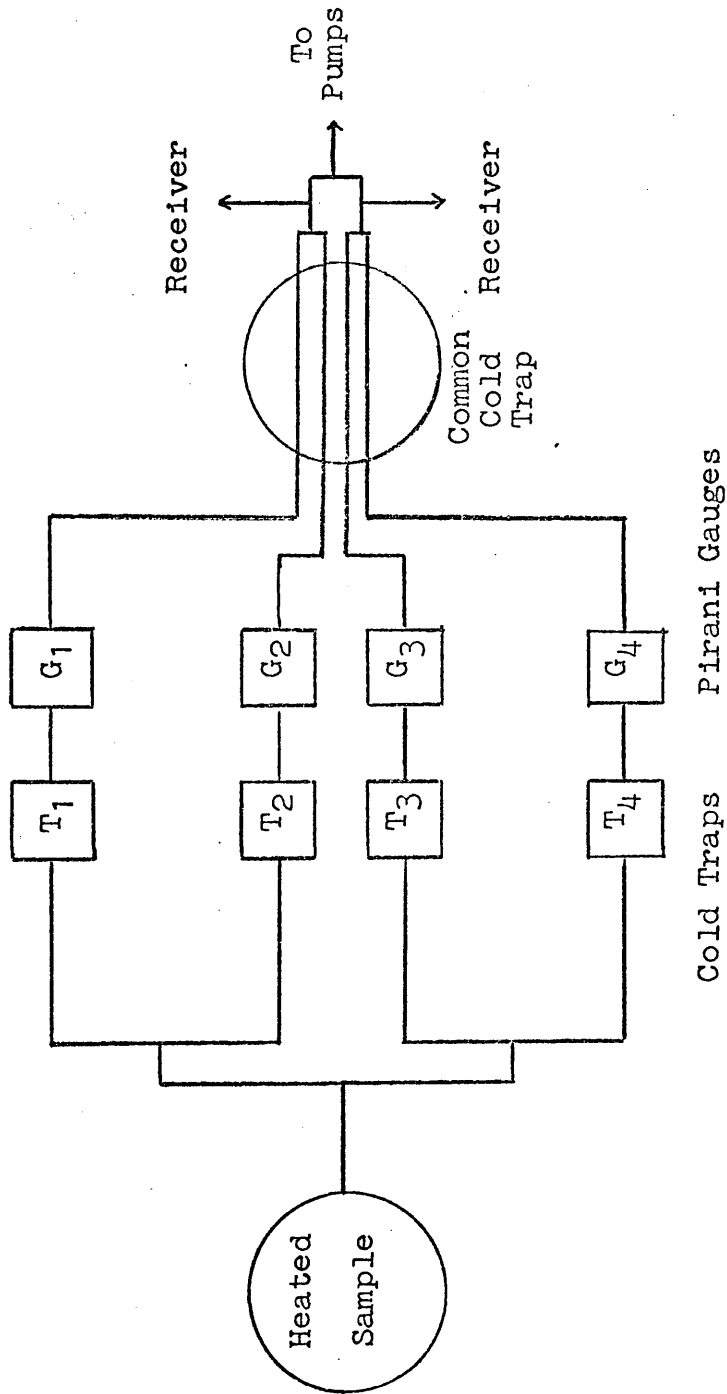 Heated
Sample
T1
G1
T2
G2
T3
G3
T4
G4
Cold Traps
Pirani Gauges
Common
Cold
Trap
Receiver
Receiver
To
Pumps